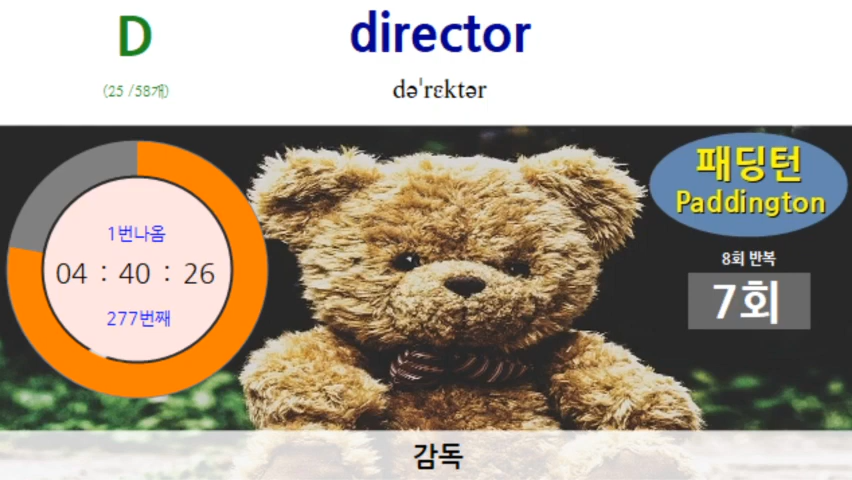 D
director
(25 /58개)
dəˈrɛktər
패딩턴
Paddington
1번나옴
04 : 40 : 26
277번째
8회 반복
7회
감독